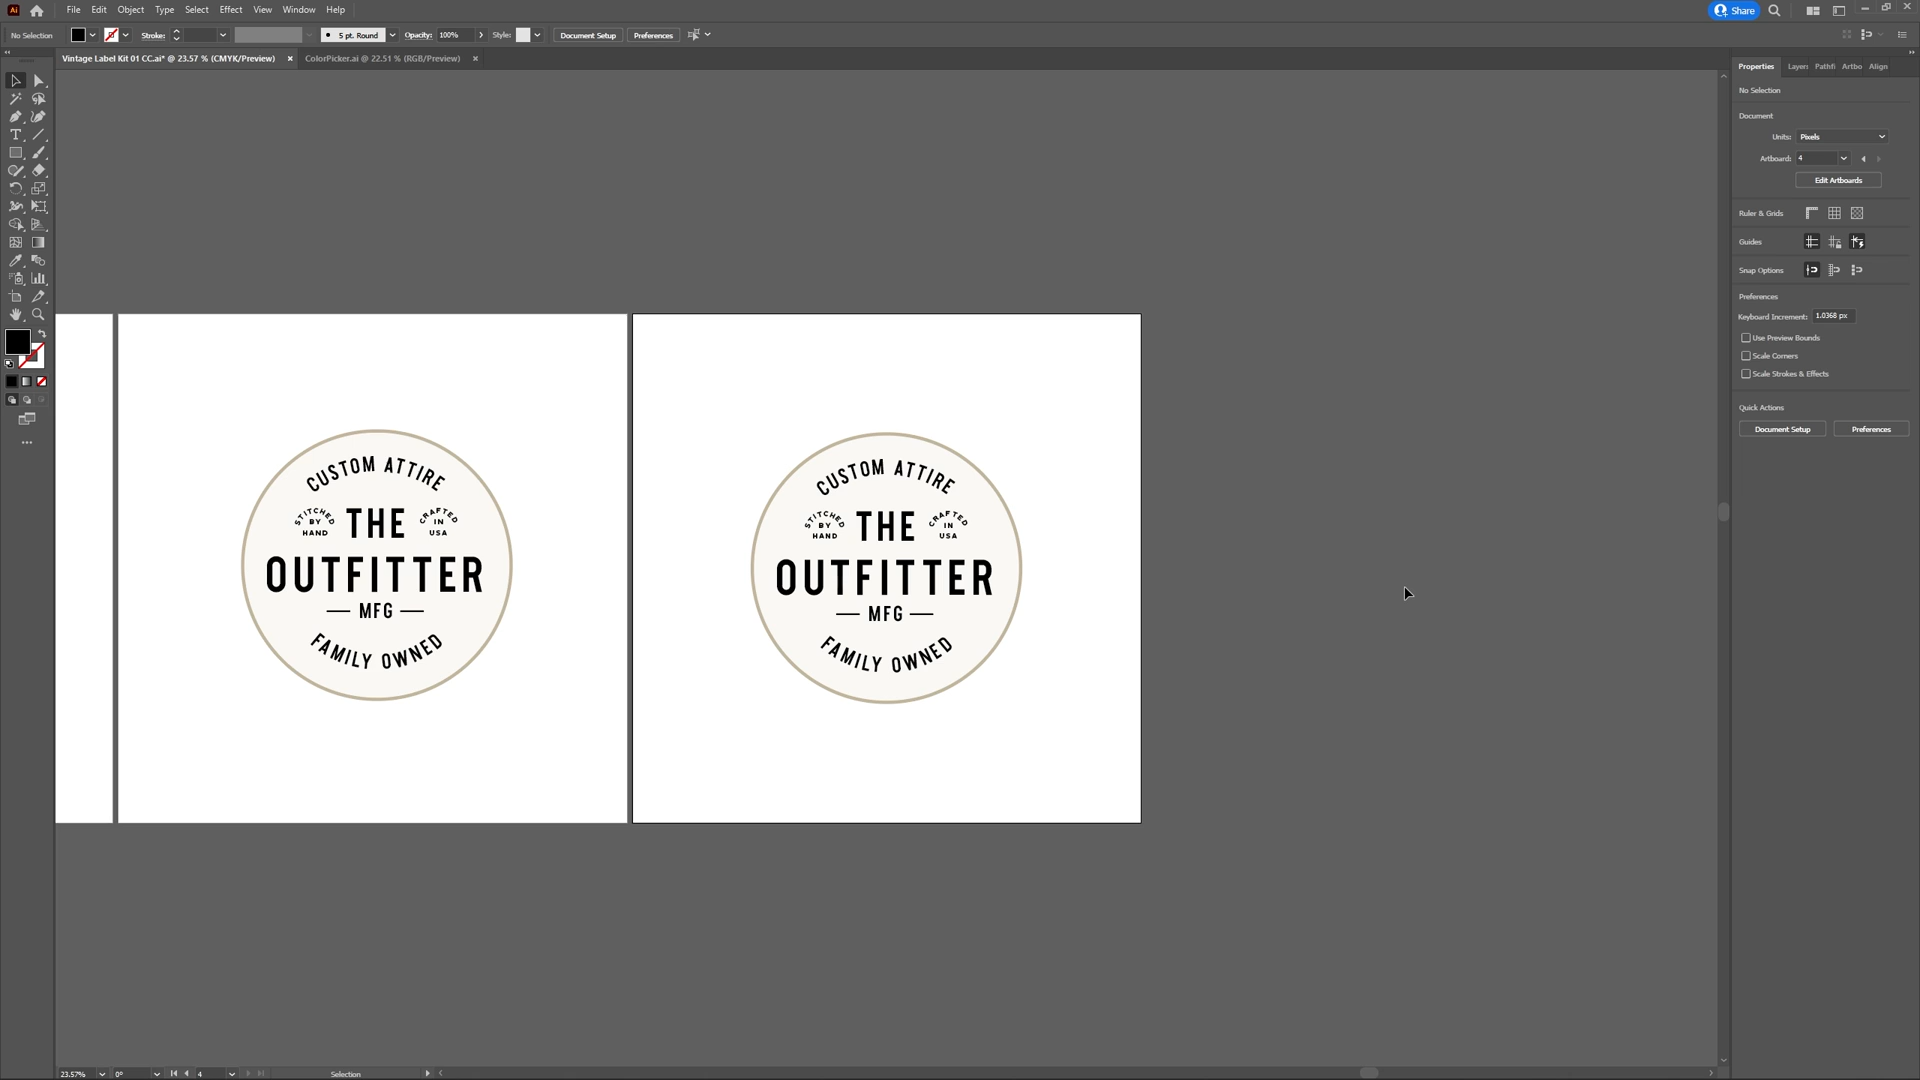 Ai File Edit Object Type Select Effect View Window Help Share
No Selection Stroke: 5 pt. Round Opacity: 100% Style: Document Setup Preferences
Vintage Label Kit 01 CC.ai* @ 23.57 % (CMYK/Preview) × ColorPicker.ai @ 22.51 % (RGB/Preview) ×
Properties Layer Pathfi Artbo Align
No Selection
Document
Units: Pixels
Artboard: 4
Edit Artboards
Ruler & Grids
Guides
Snap Options
Preferences
Keyboard Increment: 1.0368 px
Use Preview Bounds
Scale Corners
Scale Strokes & Effects
Quick Actions
Document Setup Preferences
CUSTOM ATTIRE
STITCHED
BY
HAND
THE
CRAFTED
IN
USA
OUTFITTER
MFG
FAMILY OWNED
CUSTOM ATTIRE
STITCHED
BY
HAND
THE
CRAFTED
IN
USA
OUTFITTER
MFG
FAMILY OWNED
23.57% 0° 4 Selection